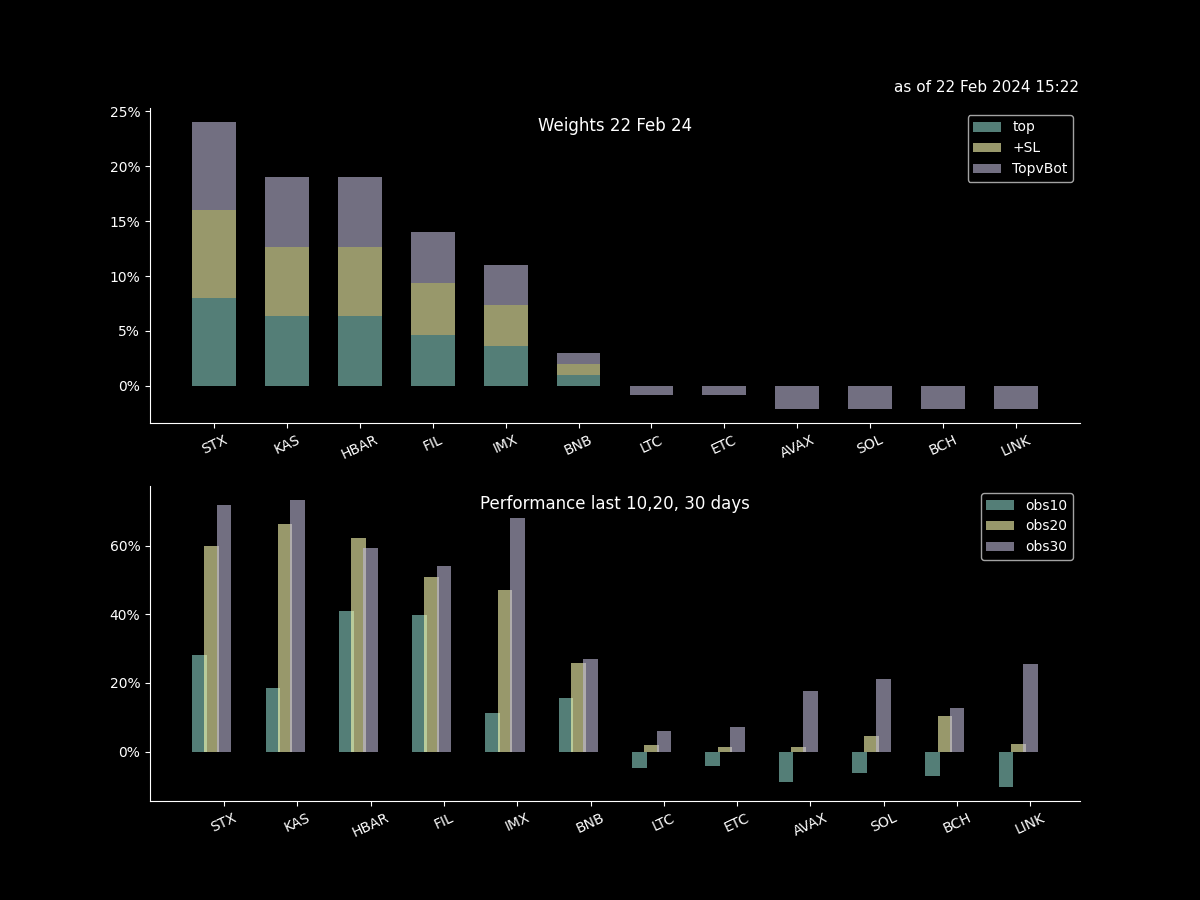 as of 22 Feb 2024 15:22
Weights 22 Feb 24
25%
20%
15%
10%
5%
0%
top
+SL
TopvBot
STX KAS HBAR FIL IMX BNB LTC ETC AVAX SOL BCH LINK
Performance last 10,20, 30 days
60%
40%
20%
0%
obs10
obs20
obs30
STX KAS HBAR FIL IMX BNB LTC ETC AVAX SOL BCH LINK